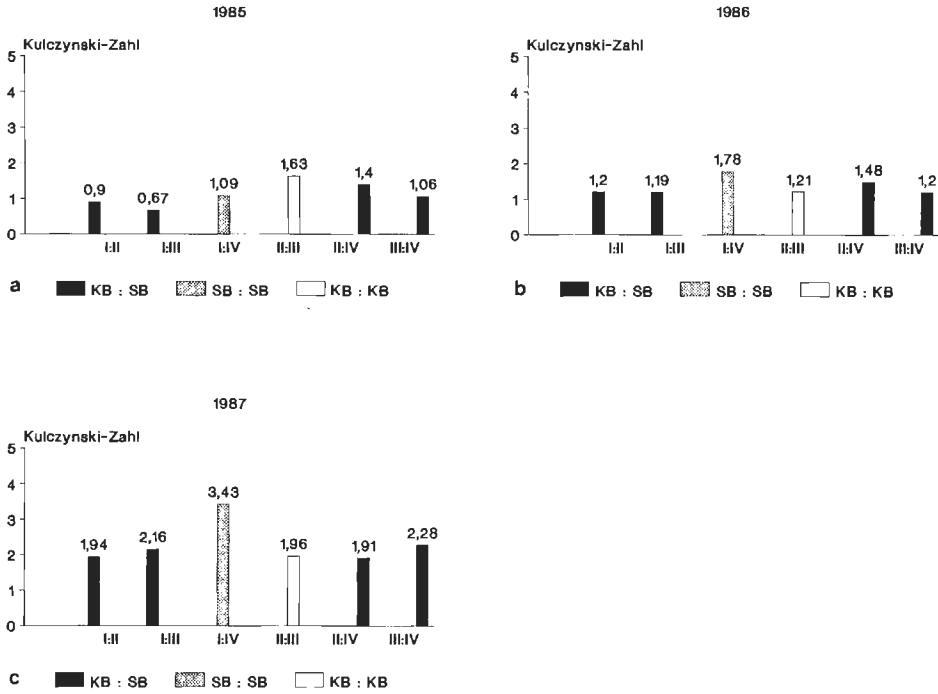 1985
Kulczynski-Zahl
5
4
3
2
1
0
0,9
0,67
1,09
1,63
1,4
1,06
I:II
I:III
I:IV
II:III
II:IV
III:IV
a
KB : SB
SB : SB
KB : KB
1986
Kulczynski-Zahl
5
4
3
2
1
0
1,2
1,19
1,78
1,21
1,48
1,2
I:II
I:III
I:IV
II:III
II:IV
III:IV
b
KB : SB
SB : SB
KB : KB
1987
Kulczynski-Zahl
5
4
3
2
1
0
1,94
2,16
3,43
1,96
1,91
2,28
I:II
I:III
I:IV
II:III
II:IV
III:IV
c
KB : SB
SB : SB
KB : KB